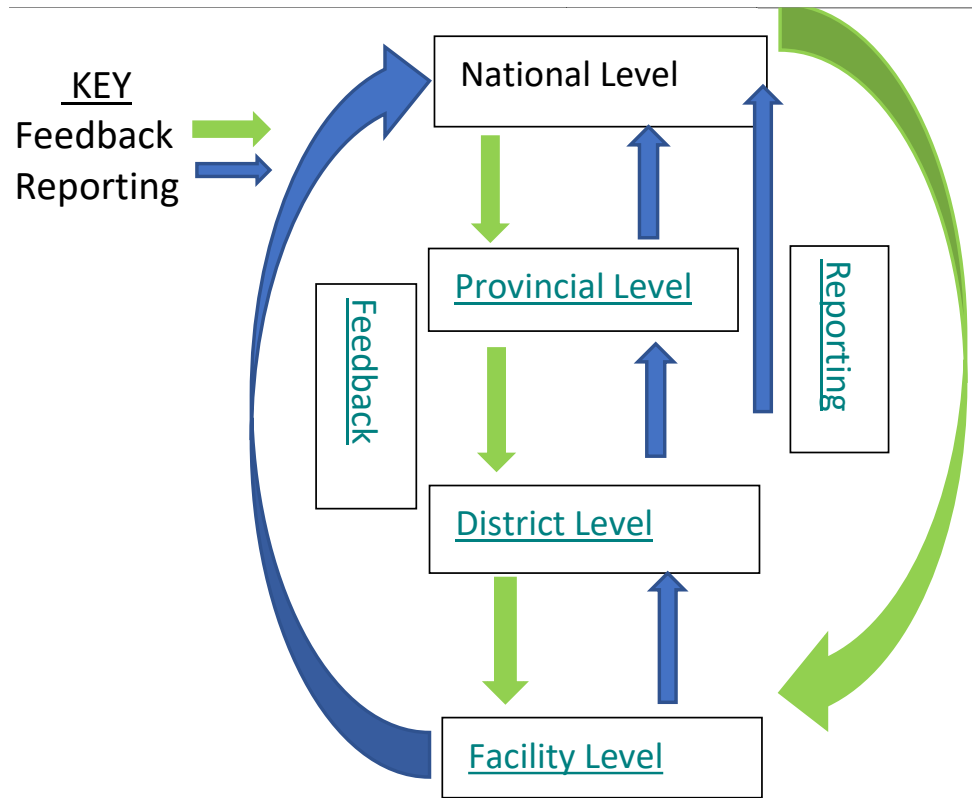 National Level
KEY
Feedback
Reporting
Provincial Level
Feedback
Reporting
District Level
Facility Level